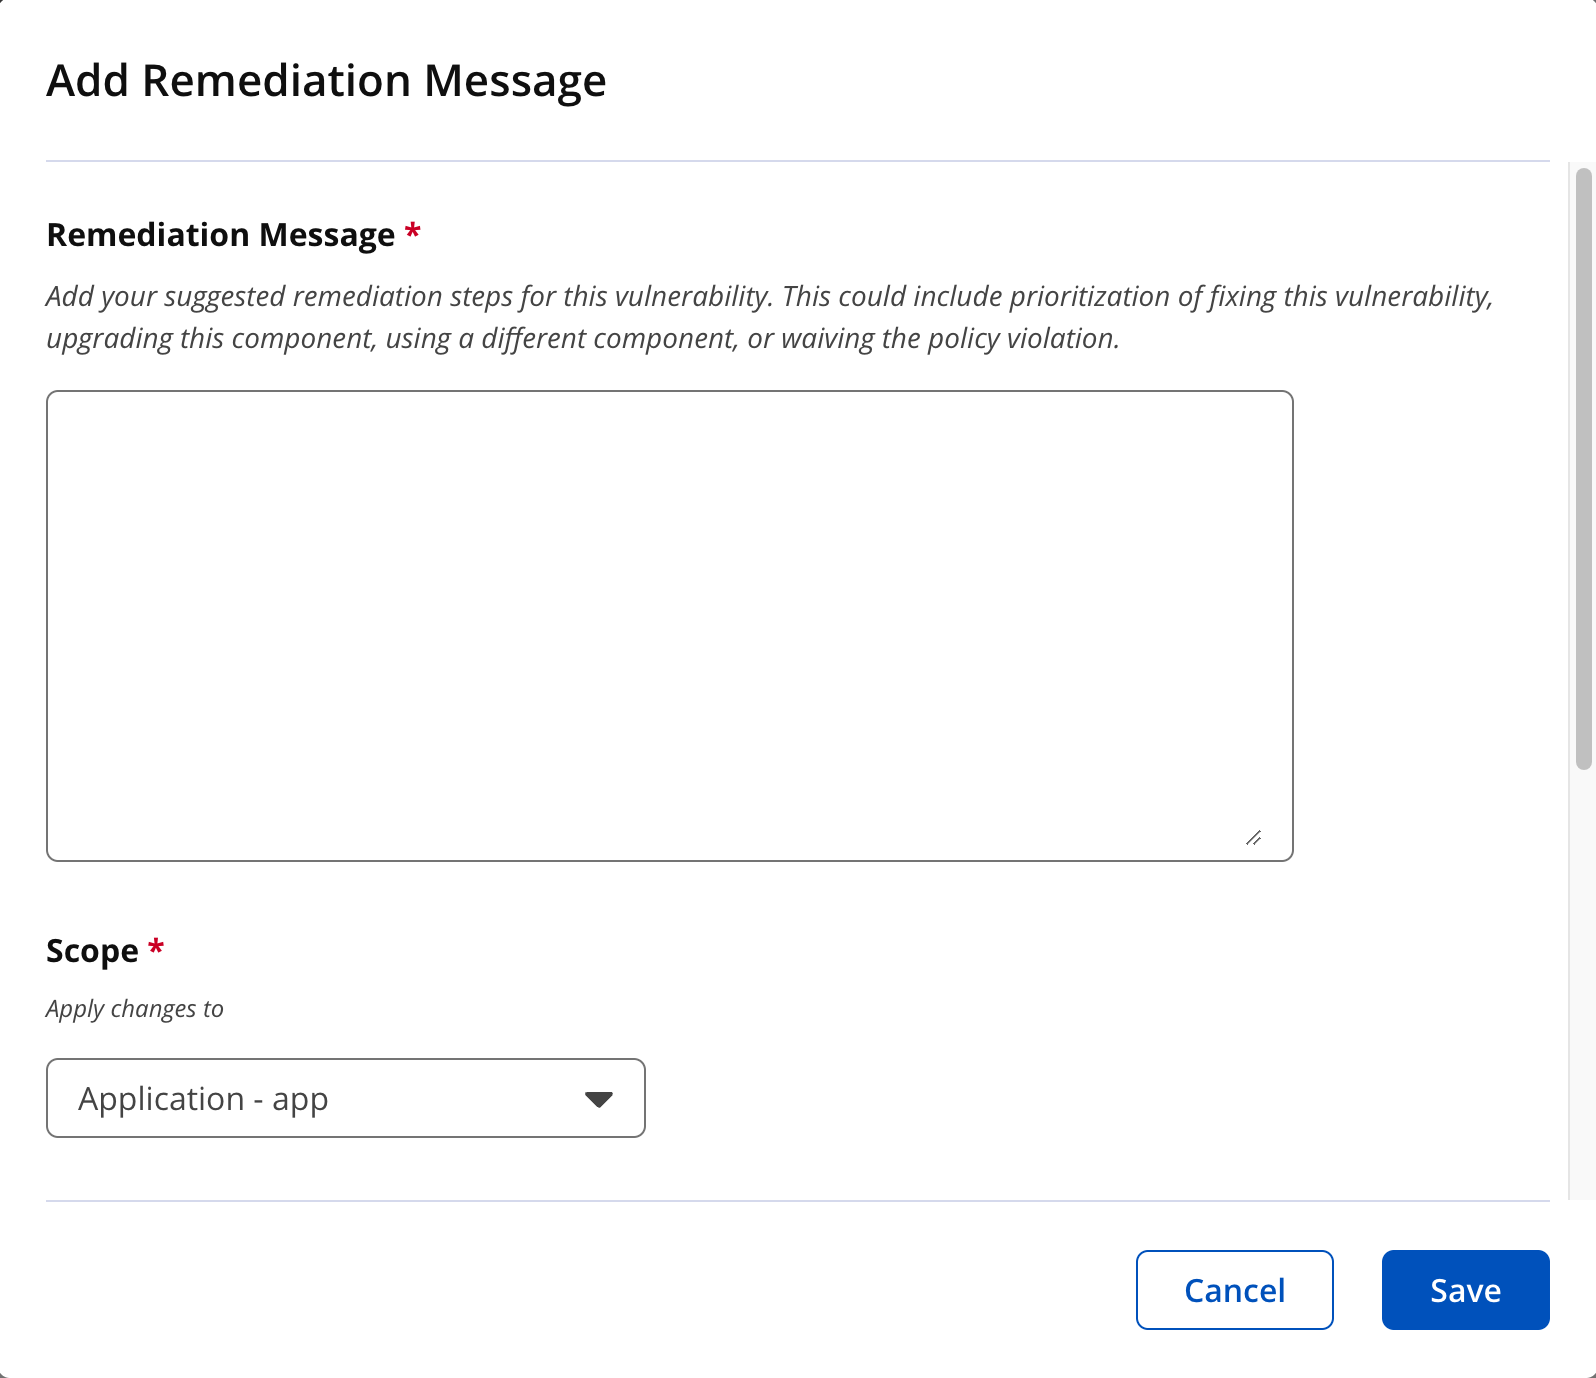 Add Remediation Message
Remediation Message *
Add your suggested remediation steps for this vulnerability. This could include prioritization of fixing this vulnerability,
upgrading this component, using a different component, or waiving the policy violation.
Scope *
Apply changes to
Application - app
Cancel
Save